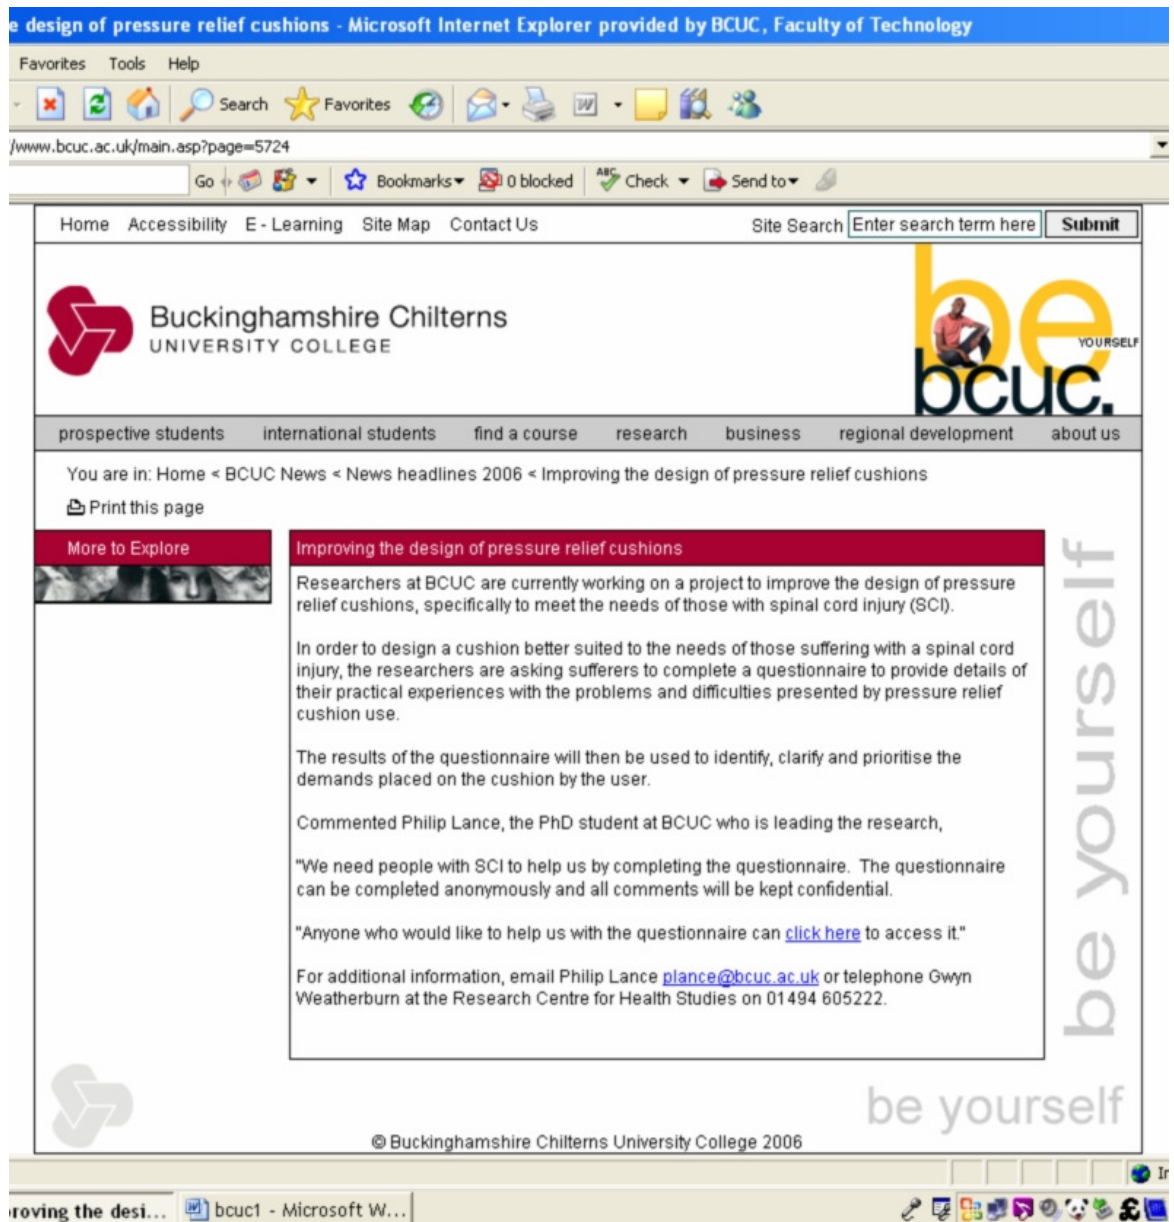 e design of pressure relief cushions - Microsoft Internet Explorer provided by BCUC, Faculty of Technology
Favorites Tools Help
Search Favorites
/www.bcuc.ac.uk/main.asp?page=5724
Go Bookmarks 0 blocked ABC Check Send to
Home Accessibility E - Learning Site Map Contact Us Site Search Enter search term here Submit
Buckinghamshire Chilterns
UNIVERSITY COLLEGE
be
YOURSELF
bcuc.
prospective students international students find a course research business regional development about us
You are in: Home < BCUC News < News headlines 2006 < Improving the design of pressure relief cushions
Print this page
More to Explore
Improving the design of pressure relief cushions
Researchers at BCUC are currently working on a project to improve the design of pressure
relief cushions, specifically to meet the needs of those with spinal cord injury (SCI).
In order to design a cushion better suited to the needs of those suffering with a spinal cord
injury, the researchers are asking sufferers to complete a questionnaire to provide details of
their practical experiences with the problems and difficulties presented by pressure relief
cushion use.
The results of the questionnaire will then be used to identify, clarify and prioritise the
demands placed on the cushion by the user.
Commented Philip Lance, the PhD student at BCUC who is leading the research,
"We need people with SCI to help us by completing the questionnaire. The questionnaire
can be completed anonymously and all comments will be kept confidential.
"Anyone who would like to help us with the questionnaire can click here to access it."
For additional information, email Philip Lance plance@bcuc.ac.uk or telephone Gwyn
Weatherburn at the Research Centre for Health Studies on 01494 605222.
be yourself
be yourself
© Buckinghamshire Chilterns University College 2006
In
roving the desi... bcuc1 - Microsoft W...